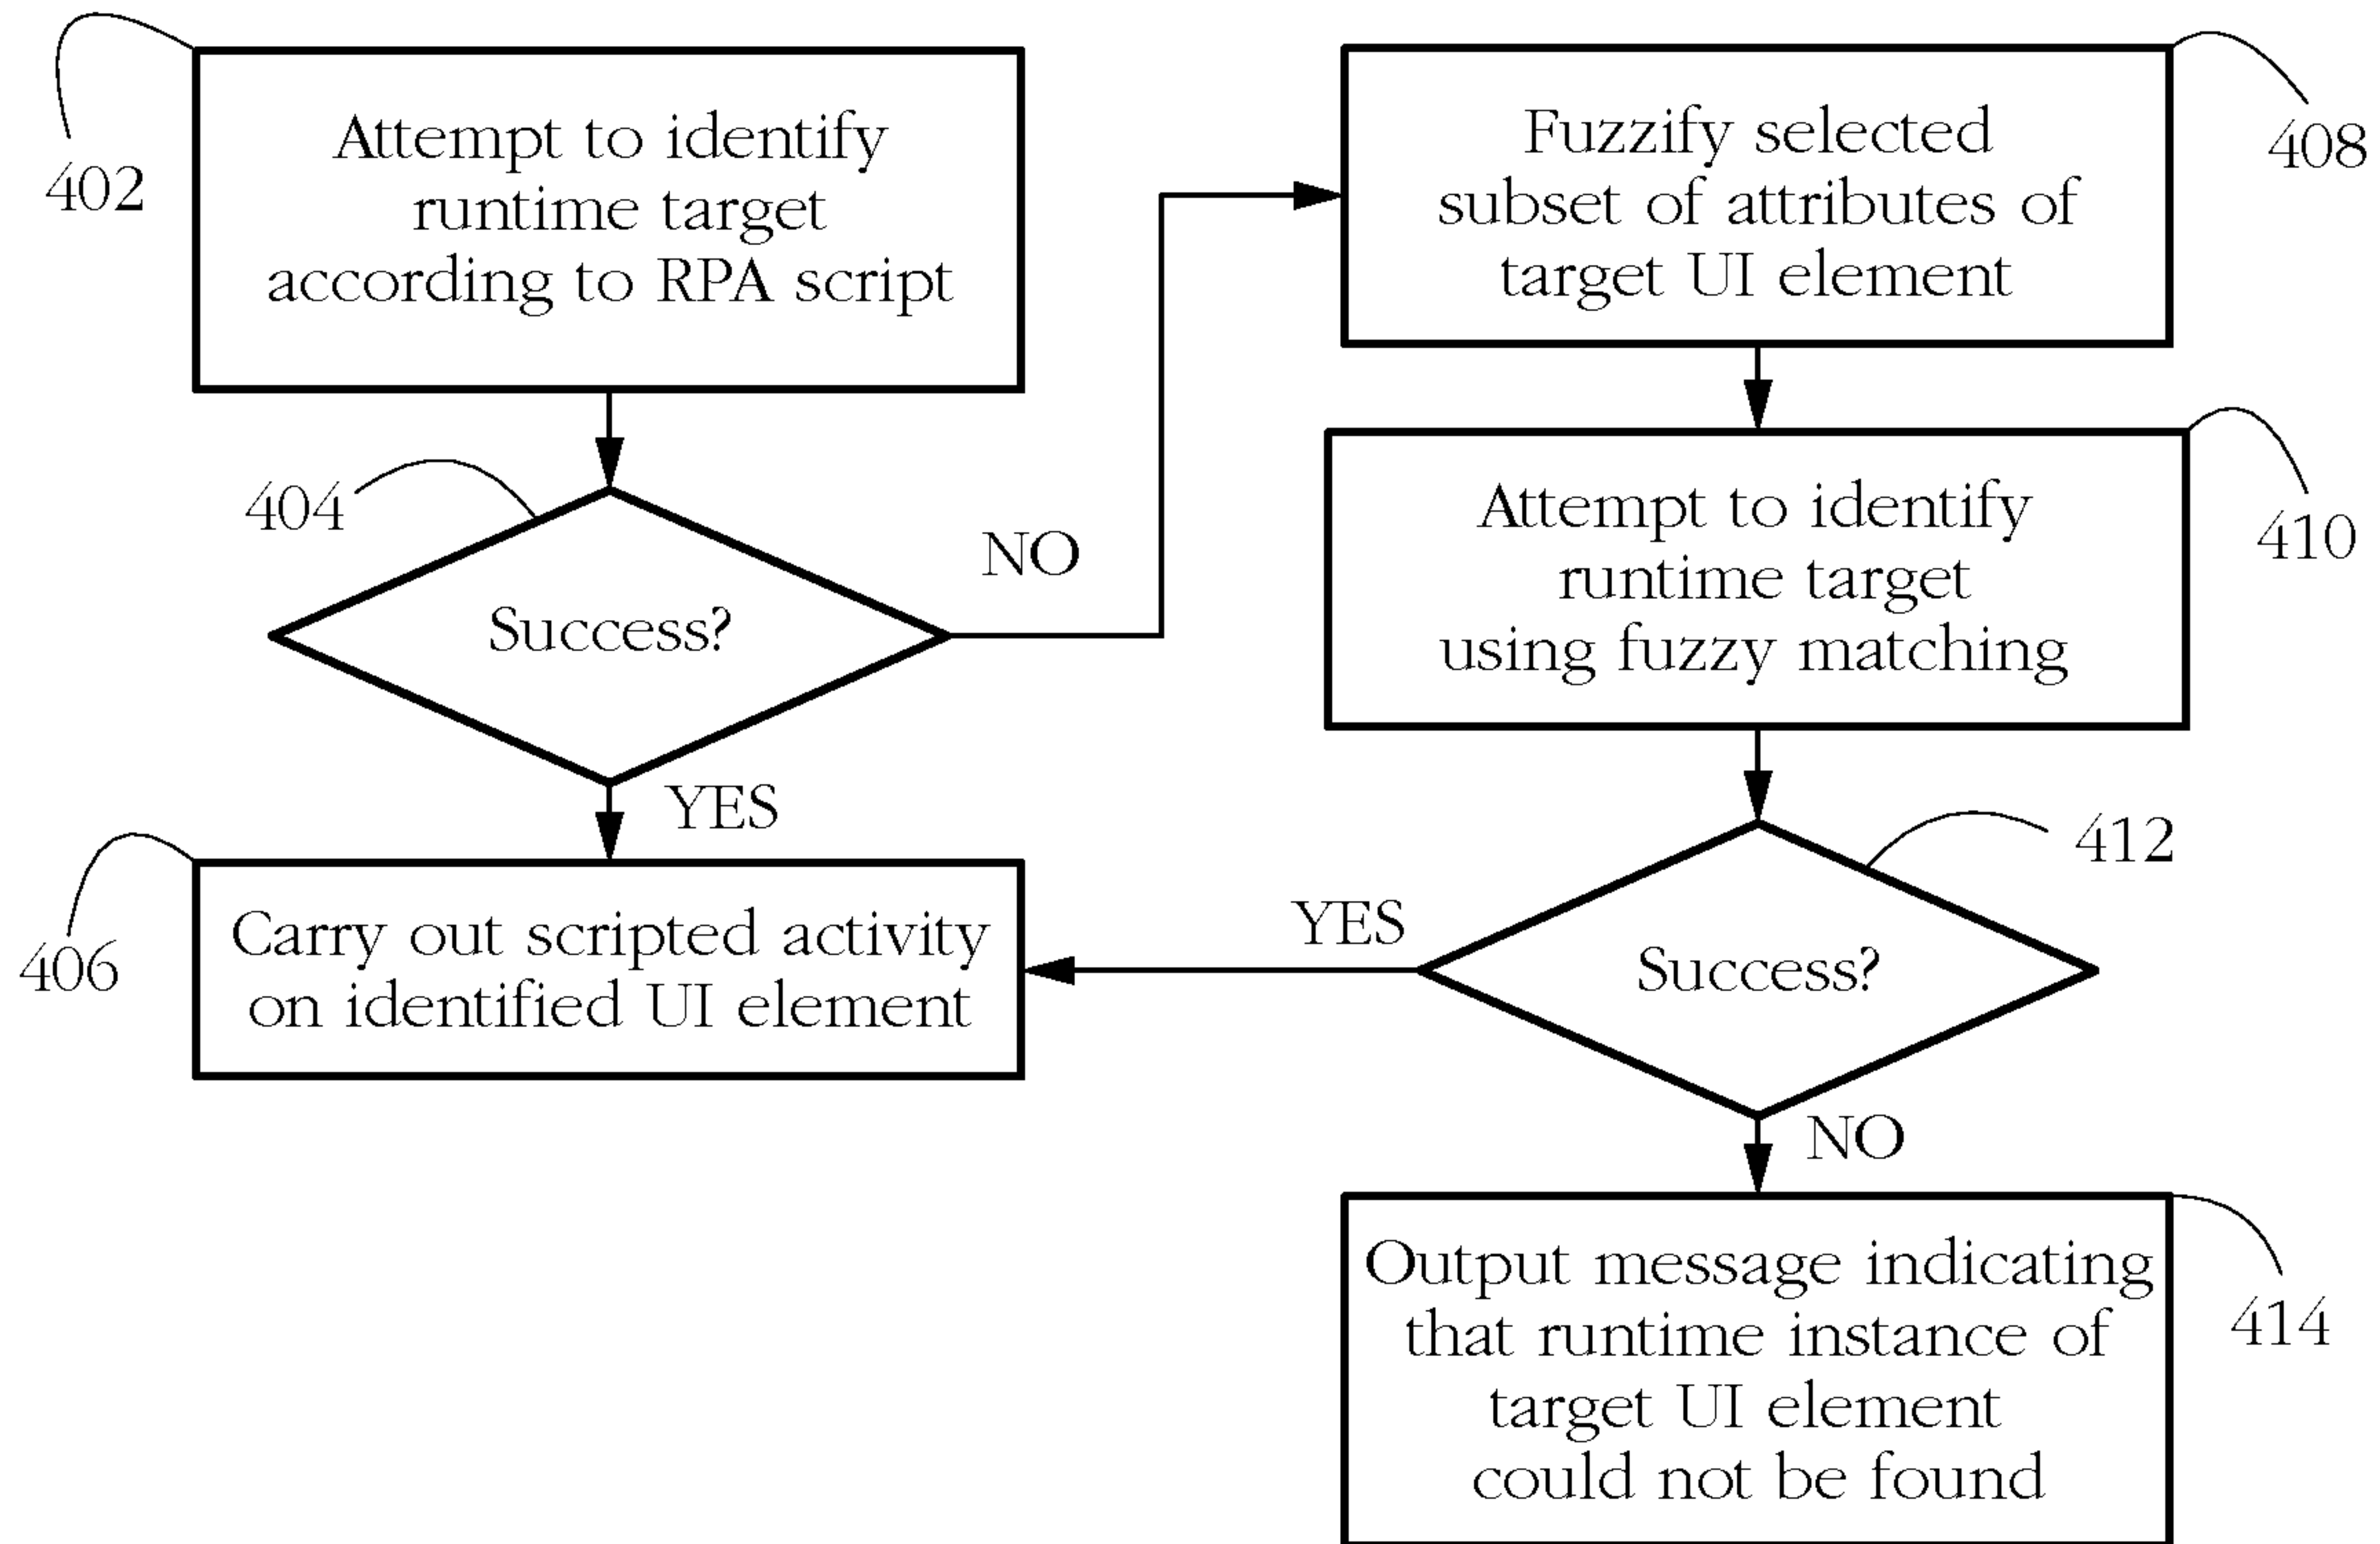 402
Attempt to identify
runtime target
according to RPA script
404
Success?
NO
YES
406
Carry out scripted activity
on identified UI element
408
Fuzzify selected
subset of attributes of
target UI element
410
Attempt to identify
runtime target
using fuzzy matching
412
Success?
YES
NO
414
Output message indicating
that runtime instance of
target UI element
could not be found